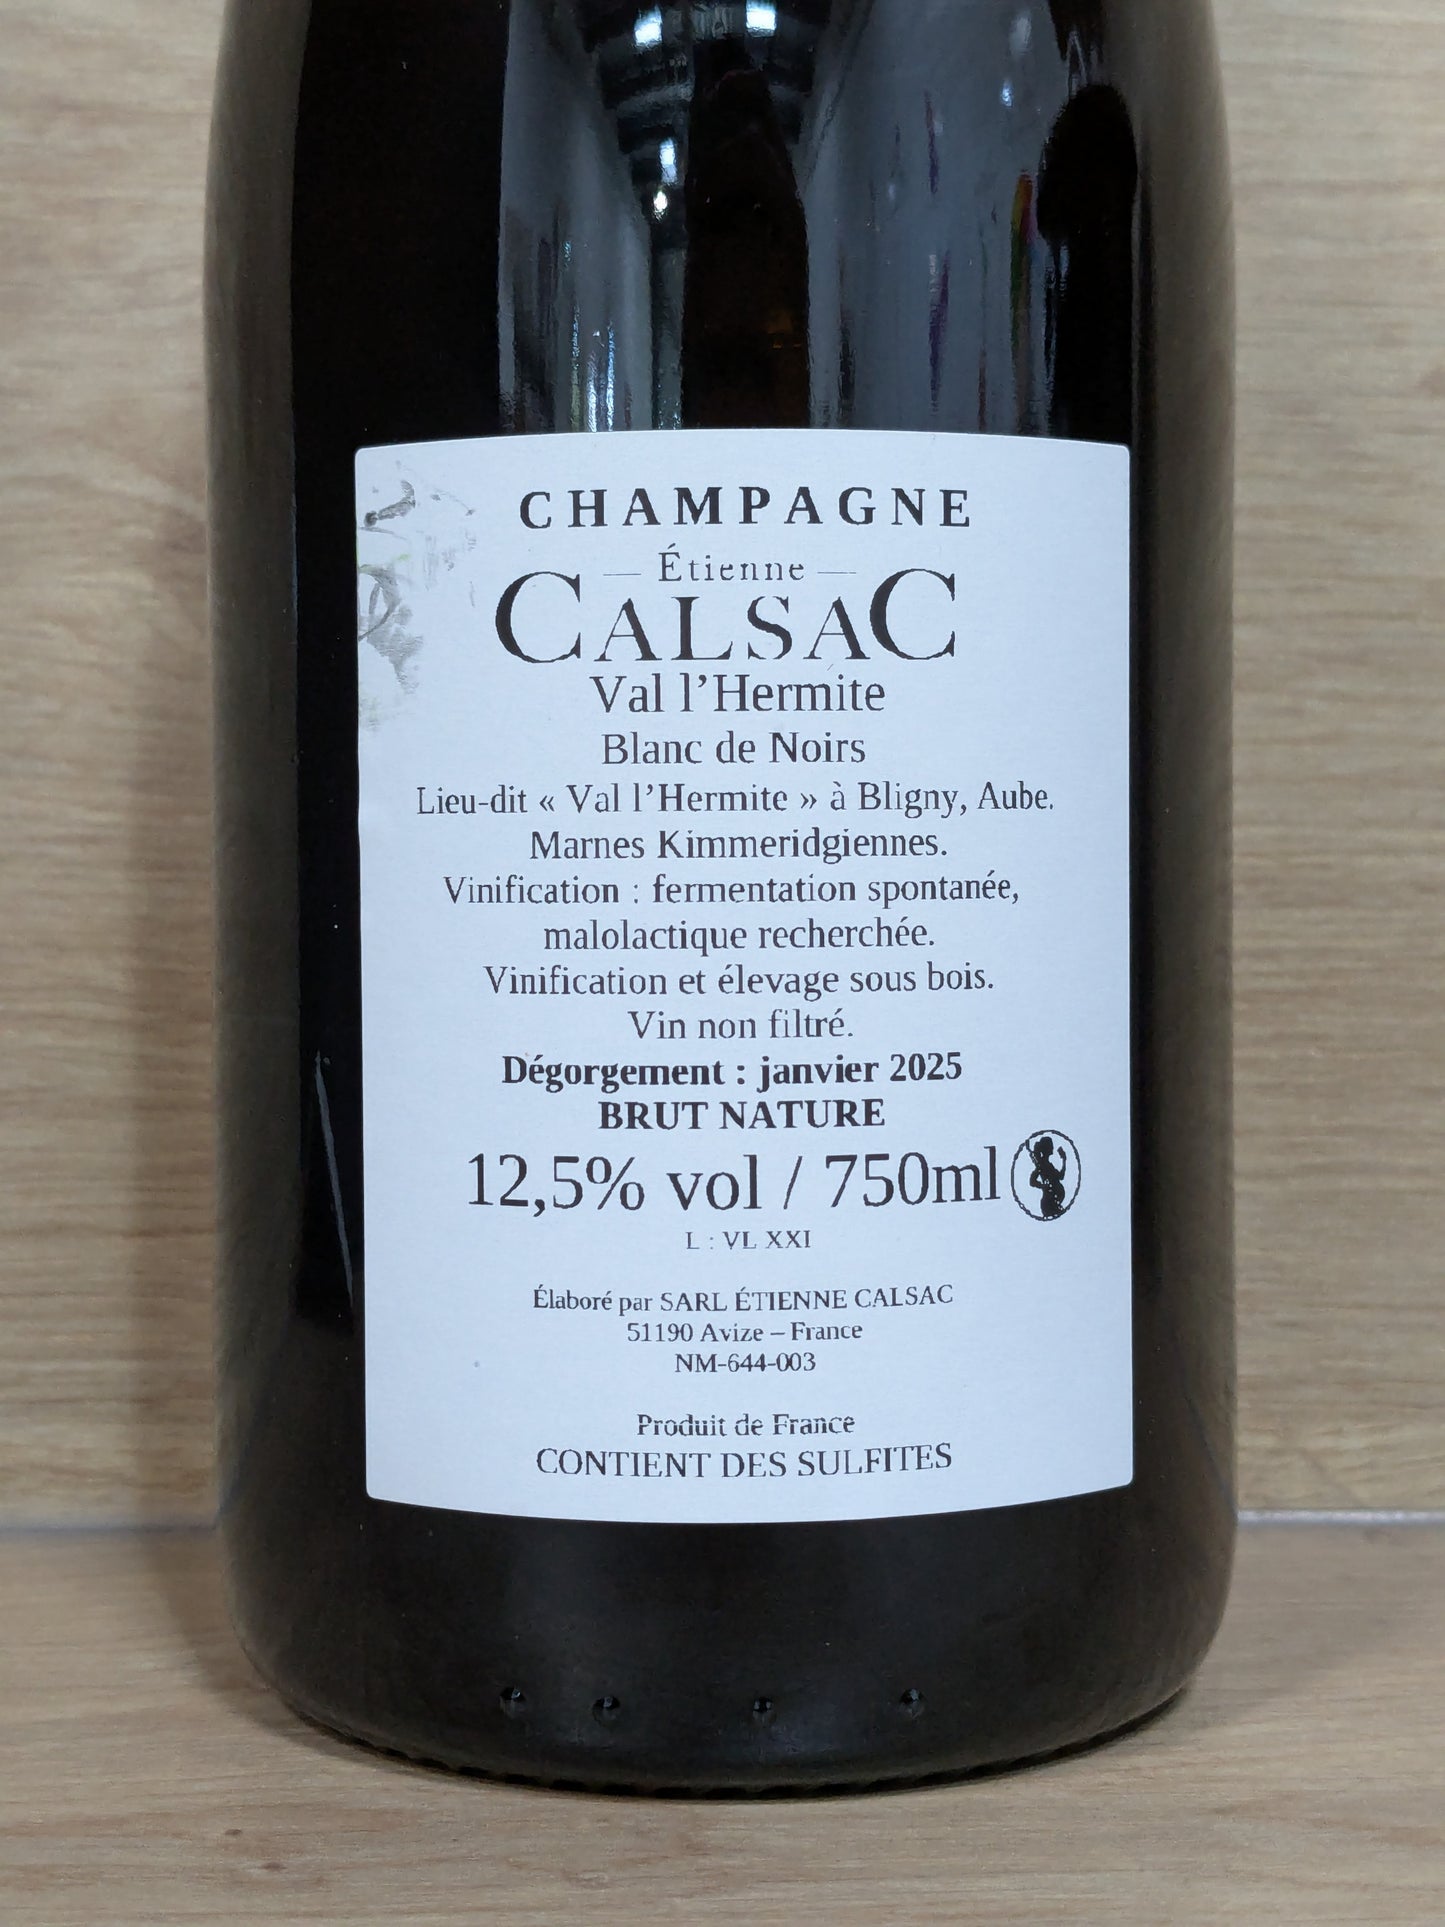 CHAMPAGNE
Étienne
CALSAC
Val l’Hermite
Blanc de Noirs
Lieu-dit « Val l’Hermite » à Bligny, Aube.
Marnes Kimmeridgiennes.
Vinification : fermentation spontanée,
malolactique recherchée.
Vinification et élevage sous bois.
Vin non filtré.
Dégorgement : janvier 2025
BRUT NATURE
12,5% vol / 750ml
L : VL XXI
Élaboré par SARL ÉTIENNE CALSAC
51190 Avize – France
NM-644-003
Produit de France
CONTIENT DES SULFITES